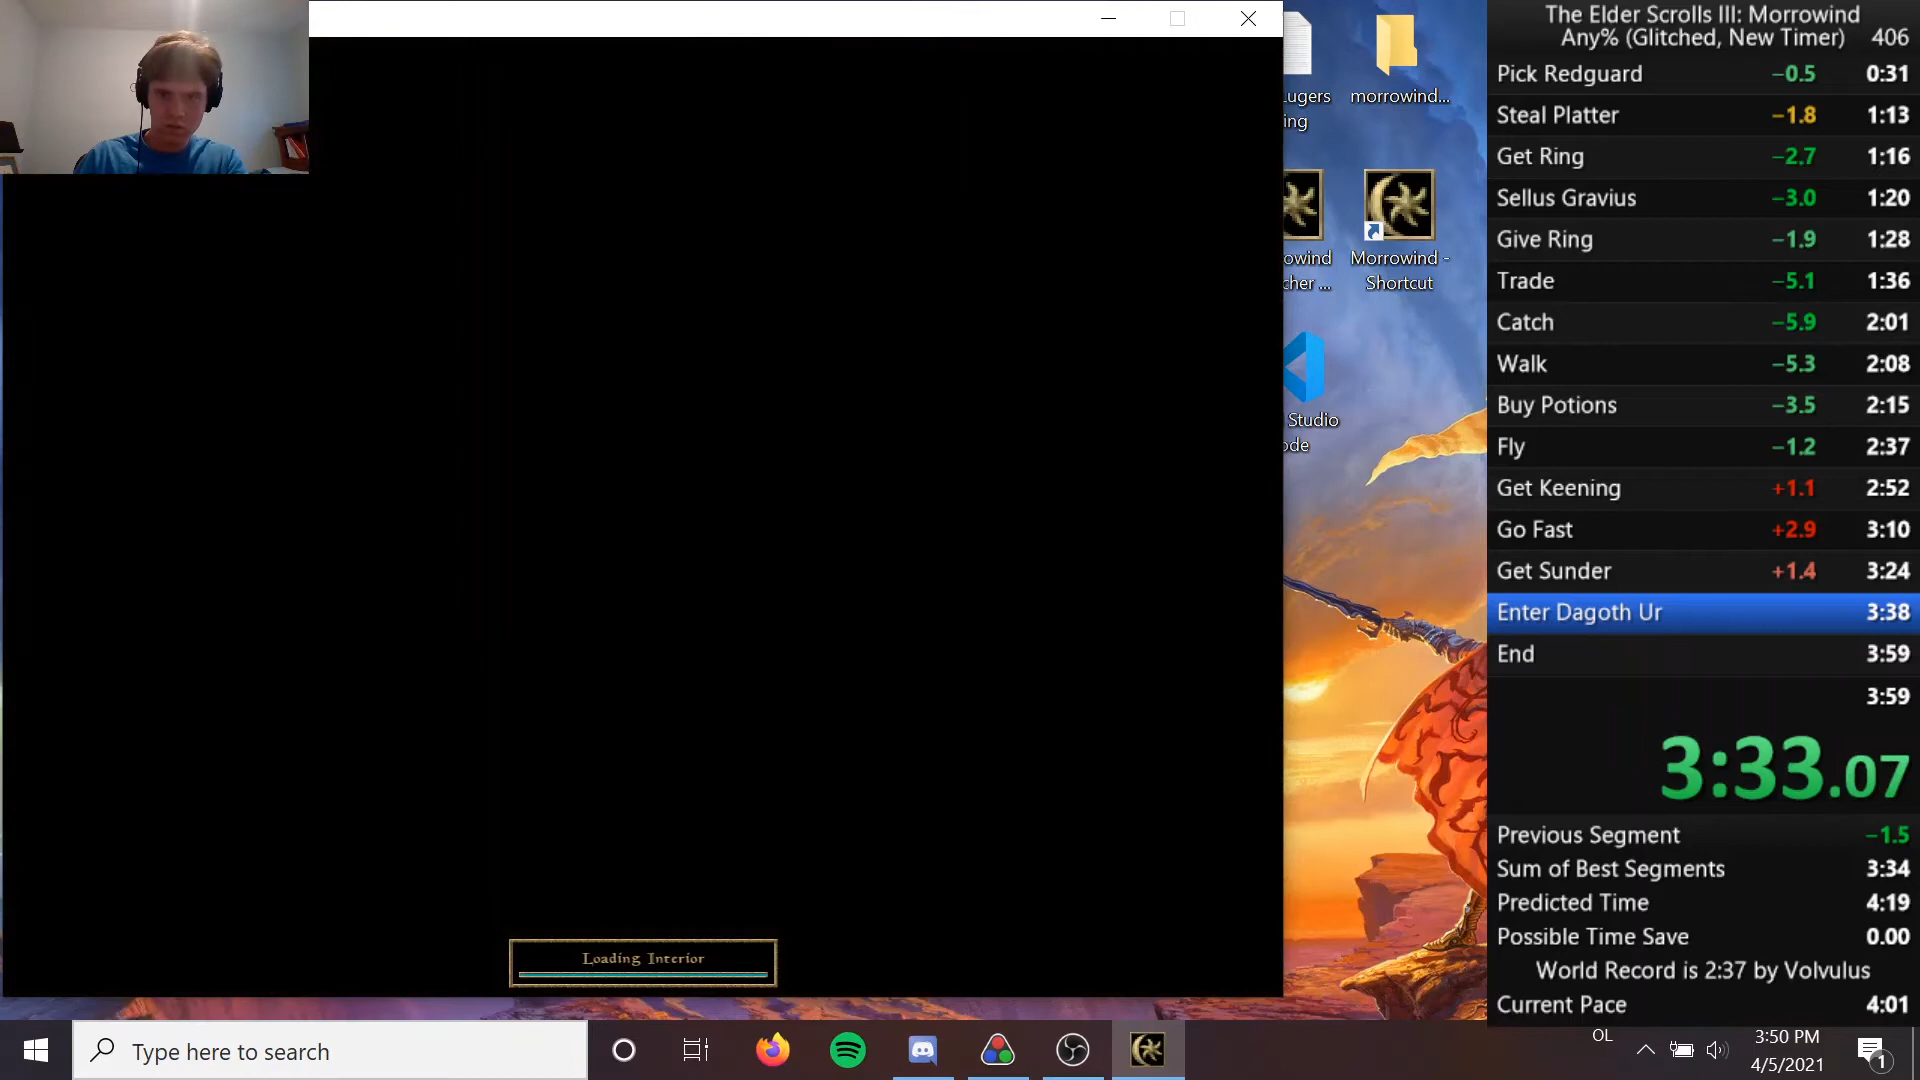 The Elder Scrolls III: Morrowind
Any% (Glitched, New Timer) 406
Pick Redguard −0.5 0:31
Steal Platter −1.8 1:13
Get Ring −2.7 1:16
Sellus Gravius −3.0 1:20
Give Ring −1.9 1:28
Trade −5.1 1:36
Catch −5.9 2:01
Walk −5.3 2:08
Buy Potions −3.5 2:15
Fly −1.2 2:37
Get Keening +1.1 2:52
Go Fast +2.9 3:10
Get Sunder +1.4 3:24
Enter Dagoth Ur 3:38
End 3:59
3:59
3:33.07
Previous Segment −1.5
Sum of Best Segments 3:34
Predicted Time 4:19
Possible Time Save 0.00
World Record is 2:37 by Volvulus
Current Pace 4:01
morrowind...
Morrowind -
Shortcut
Studio
Loading Interior
Type here to search
OL
3:50 PM
4/5/2021
1